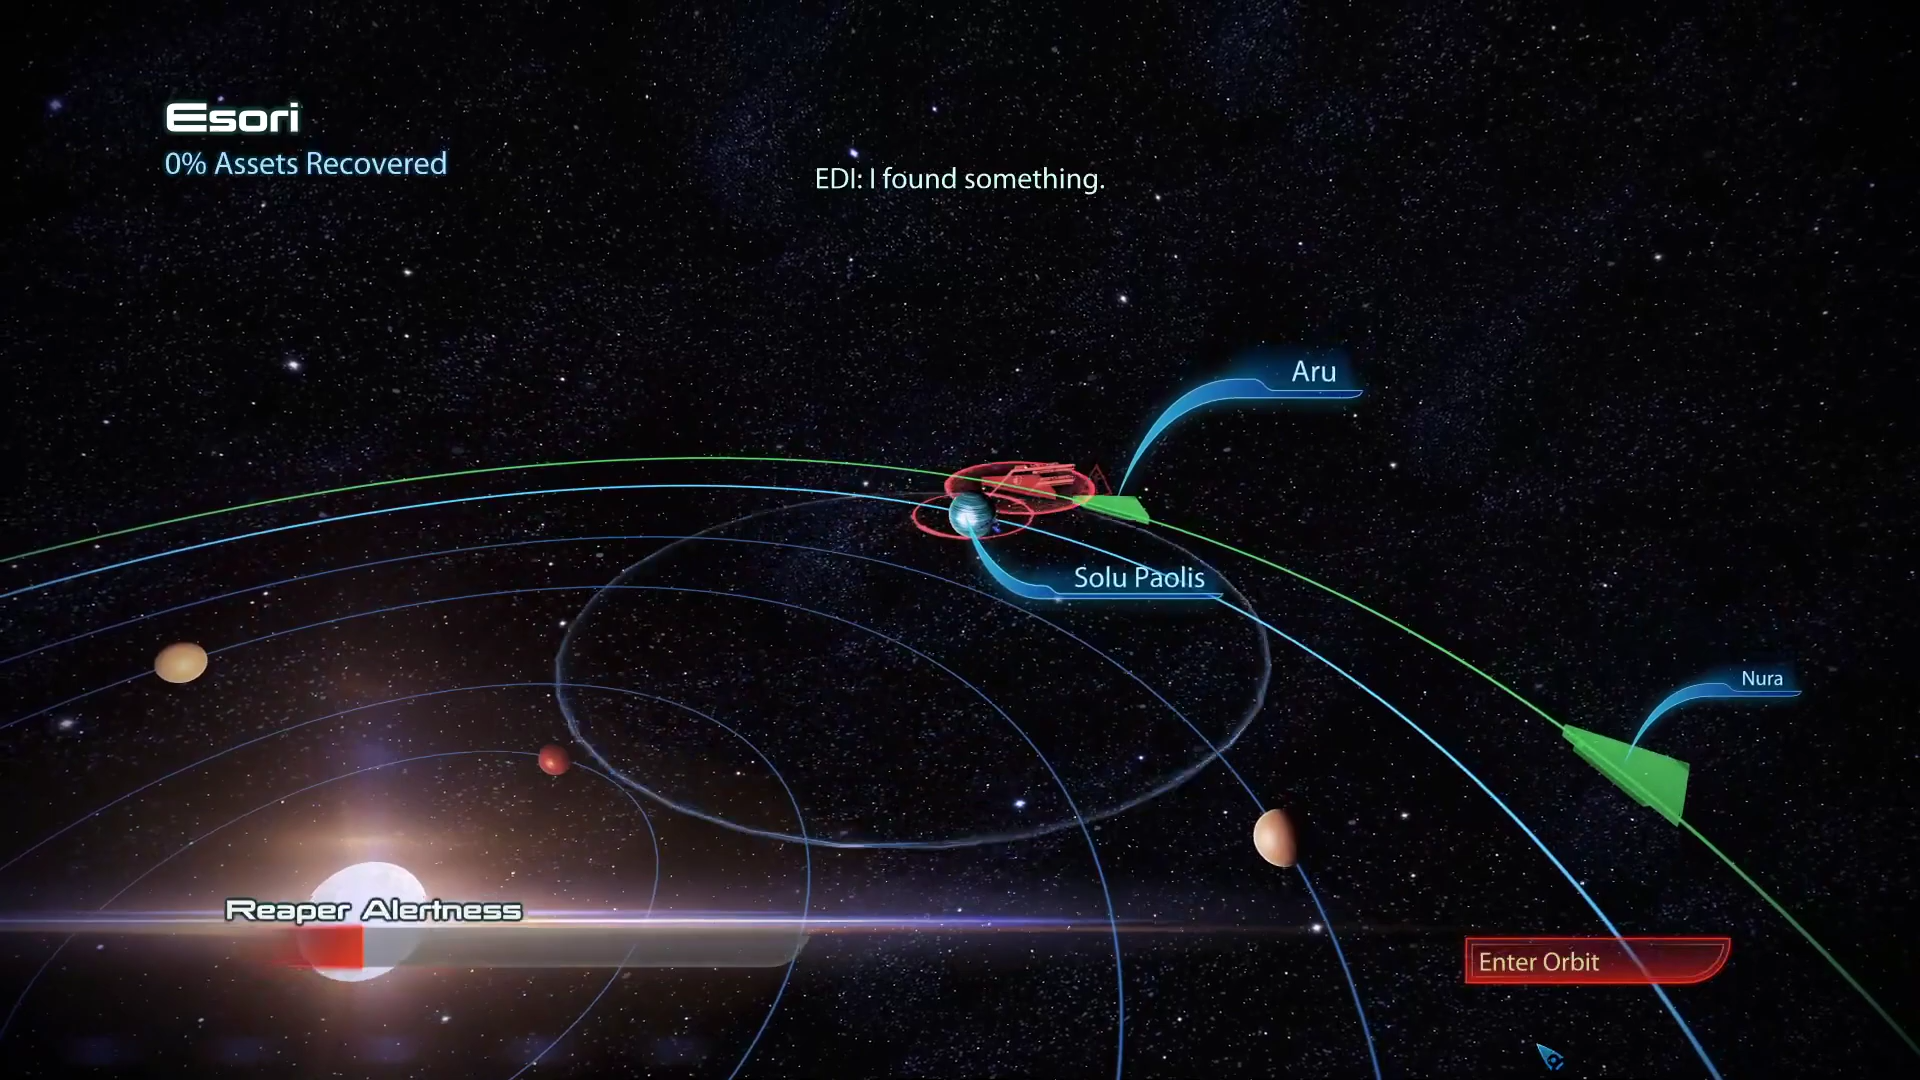 Esori
0% Assets Recovered
EDI: I found something.
Aru
Solu Paolis
Nura
Reaper Alertness
Enter Orbit